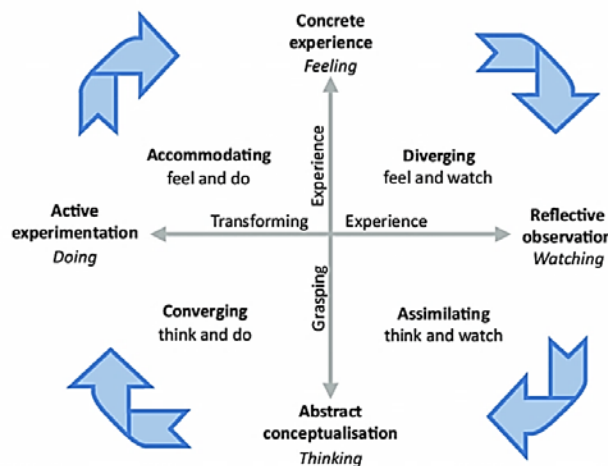 Concrete
experience
Feeling
Accommodating
feel and do
Experience
Diverging
feel and watch
Active
experimentation
Doing
Transforming
Experience
Reflective
observation
Watching
Converging
think and do
Grasping
Assimilating
think and watch
Abstract
conceptualisation
Thinking